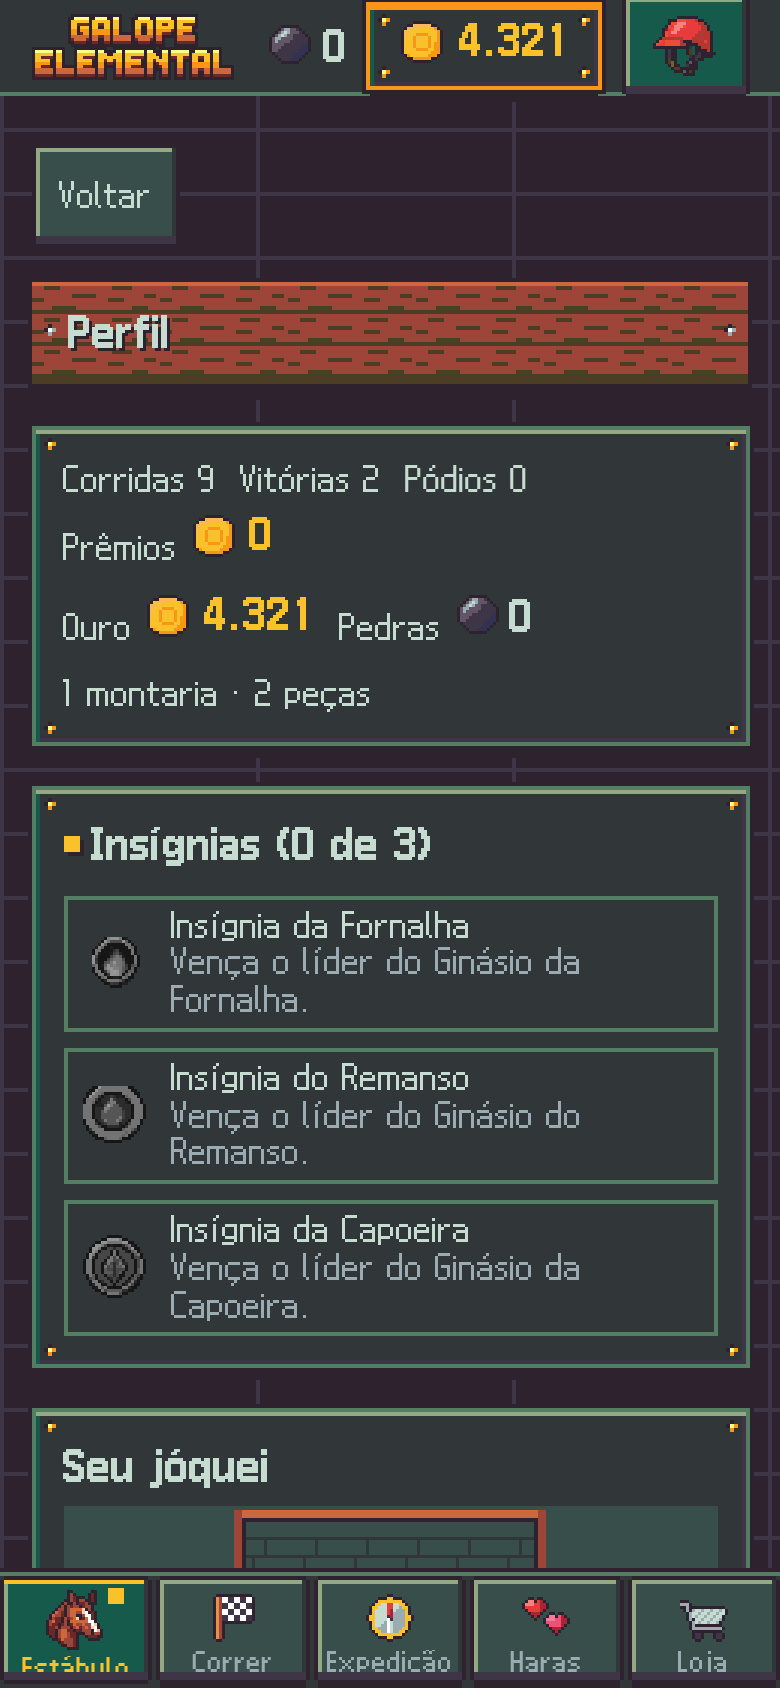 GALOPE
ELEMENTAL
0
4.321
Voltar
Perfil
Corridas 9 Vitórias 2 Pódios 0
Prêmios 0
Ouro 4.321 Pedras 0
1 montaria · 2 peças
Insígnias (0 de 3)
Insígnia da Fornalha
Vença o líder do Ginásio da
Fornalha.
Insígnia do Remanso
Vença o líder do Ginásio do
Remanso.
Insígnia da Capoeira
Vença o líder do Ginásio da
Capoeira.
Seu jóquei
Estábulo Correr Expedição Haras Loja